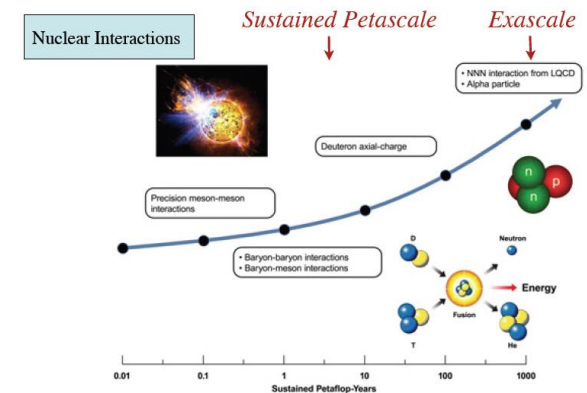 Nuclear Interactions
Sustained Petascale
Exascale
• NNN interaction from LQCD
• Alpha particle
Deuteron axial-charge
Precision meson-meson
interactions
• Baryon-baryon interactions
• Baryon-meson interactions
n
p
n
D
Neutron
Energy
Fusion
T
He
0.01 0.1 1 10 100 1000
Sustained Petaflop-Years